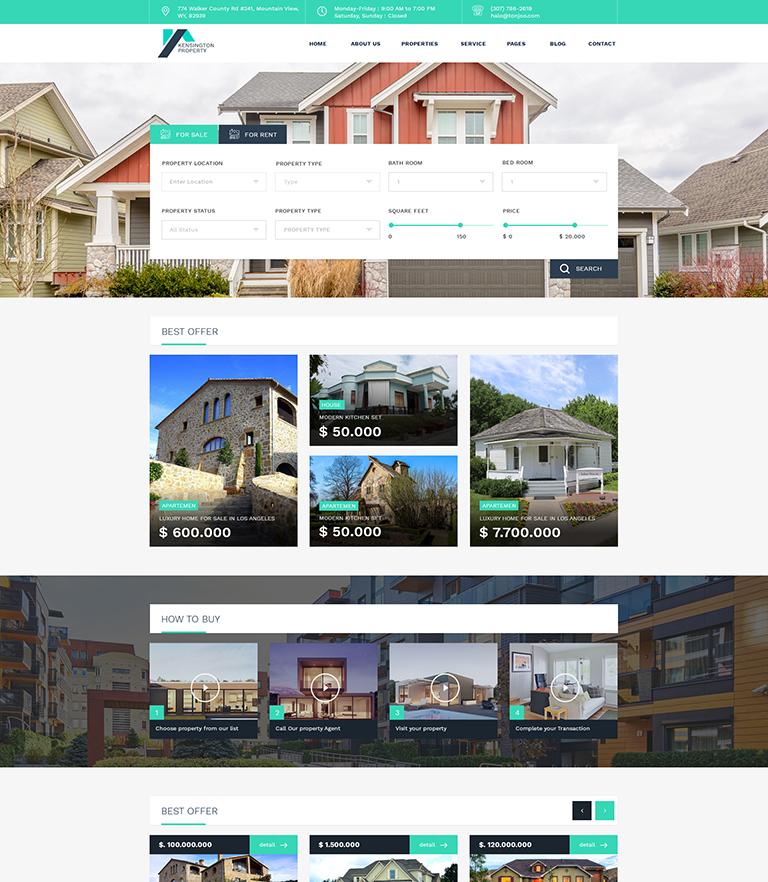 774 Walker County Rd #341, Mountain View,
WY, 82939
Monday-Friday : 9:00 AM to 7:00 PM
Saturday, Sunday : Closed
(307) 786-2619
halo@tonjoo.com
KENSINGTON
PROPERTY
HOME ABOUT US PROPERTIES SERVICE PAGES BLOG CONTACT
FOR SALE FOR RENT
PROPERTY LOCATION PROPERTY TYPE BATH ROOM BED ROOM
Enter Location Type 1 1
PROPERTY STATUS PROPERTY TYPE SQUARE FEET PRICE
All Status PROPERTY TYPE
0 150 $ 0 $ 20.000
SEARCH
BEST OFFER
APARTEMEN
LUXURY HOME FOR SALE IN LOS ANGELES
$ 600.000
HOUSE
MODERN KITCHEN SET
$ 50.000
APARTEMEN
MODERN KITCHEN SET
$ 50.000
APARTEMEN
LUXURY HOME FOR SALE IN LOS ANGELES
$ 7.700.000
HOW TO BUY
1
Choose property from our list
2
Call Our property Agent
3
Visit your property
4
Complete your Transaction
BEST OFFER
$. 100.000.000 detail
$ 1.500.000 detail
$. 120.000.000 detail